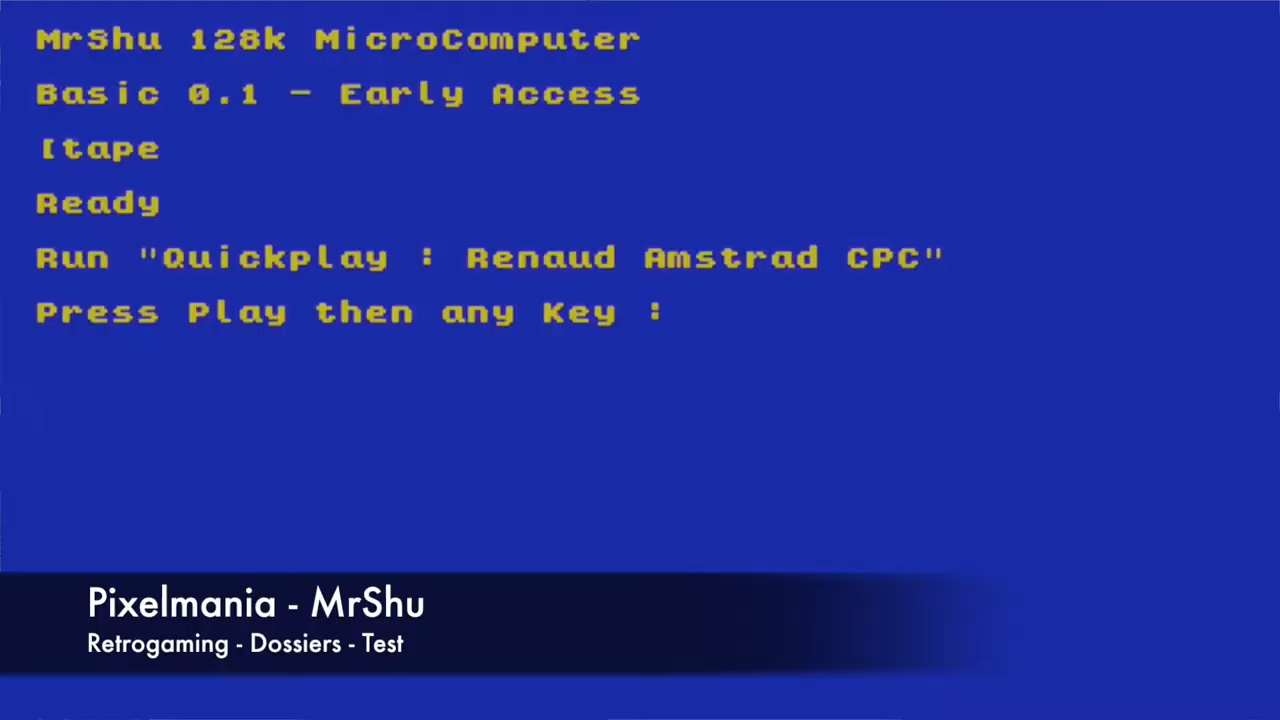 MrShu 128k MicroComputer
Basic 0.1 - Early Access
[tape
Ready
Run "Quickplay : Renaud Amstrad CPC"
Press Play then any Key :
Pixelmania - MrShu
Retrogaming - Dossiers - Test